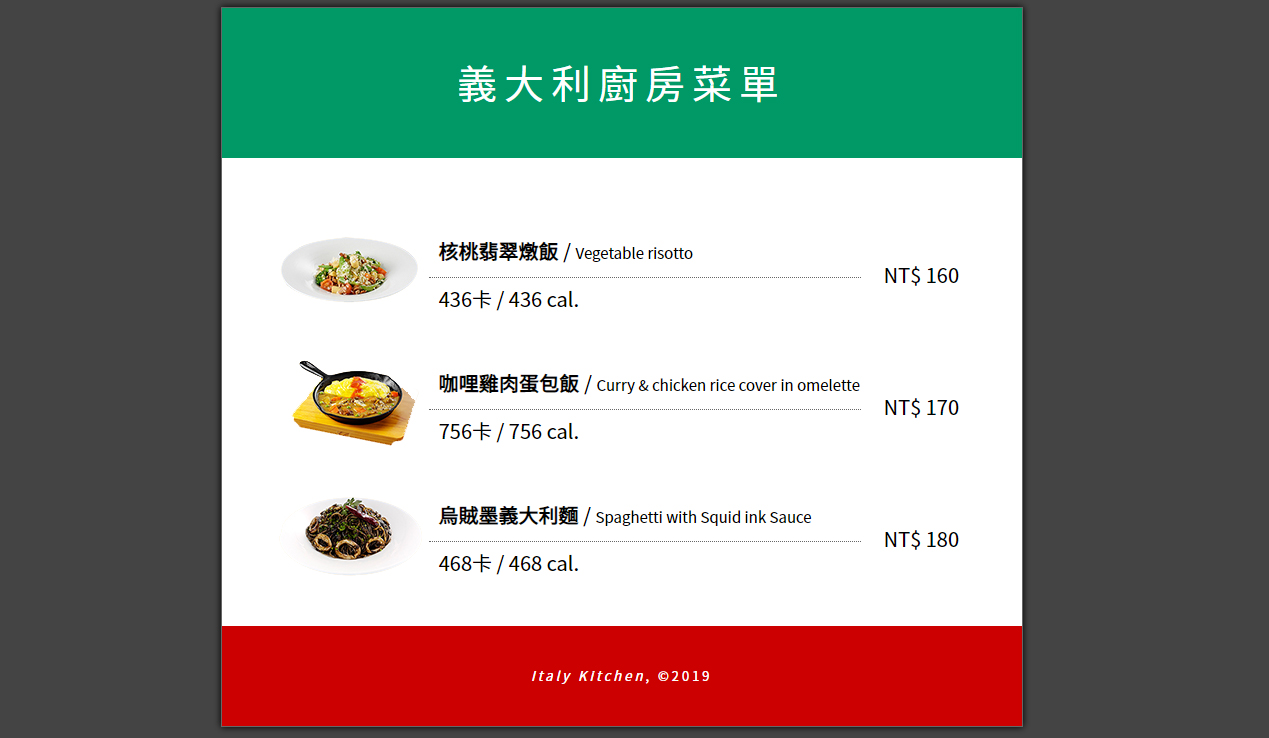 義大利廚房菜單
核桃翡翠燉飯 / Vegetable risotto
NT$ 160
436卡 / 436 cal.
咖哩雞肉蛋包飯 / Curry & chicken rice cover in omelette
NT$ 170
756卡 / 756 cal.
烏賊墨義大利麵 / Spaghetti with Squid ink Sauce
NT$ 180
468卡 / 468 cal.
Italy KItchen, ©2019